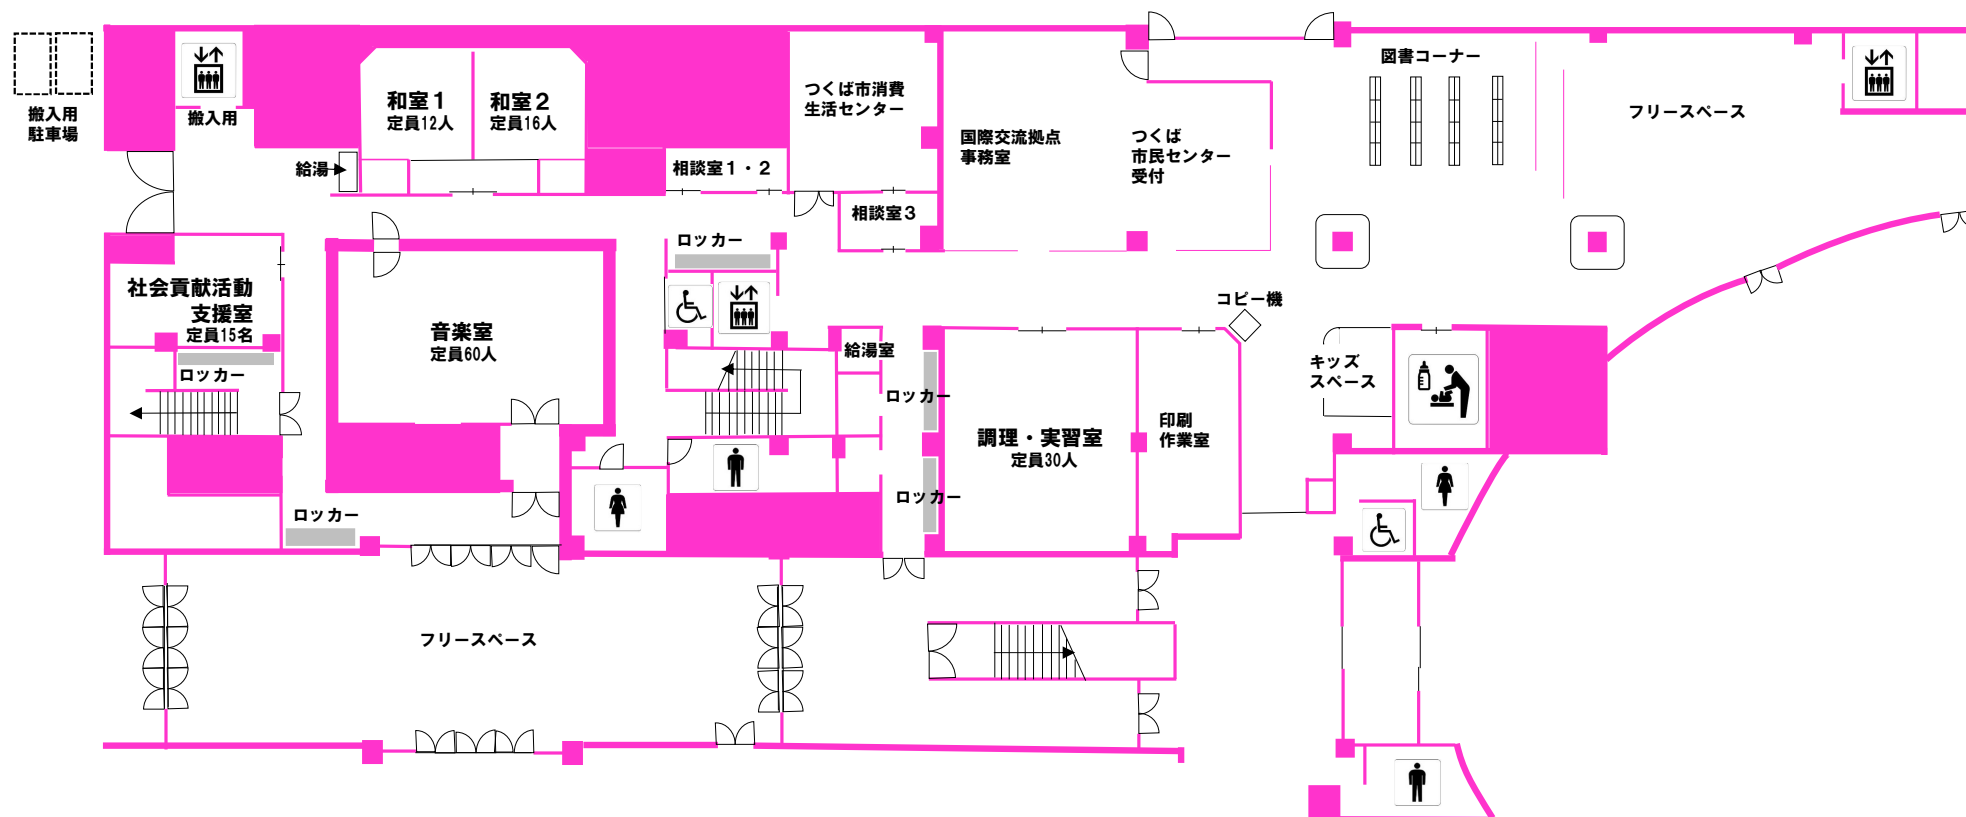 搬入用
駐車場
搬入用
和室1
定員12人
和室2
定員16人
給湯
相談室1・2
つくば市消費
生活センター
相談室3
国際交流拠点
事務室
つくば
市民センター
受付
図書コーナー
フリースペース
社会貢献活動
支援室
定員15名
ロッカー
ロッカー
音楽室
定員60人
ロッカー
給湯室
ロッカー
ロッカー
調理・実習室
定員30人
印刷
作業室
コピー機
キッズ
スペース
フリースペース